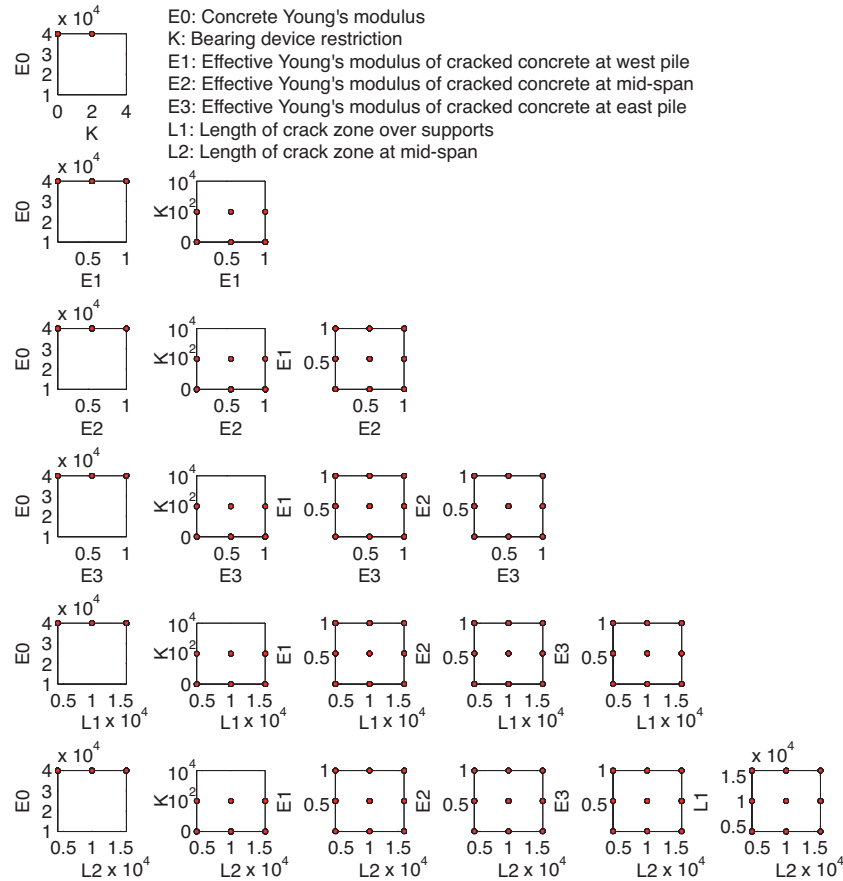 x 10^4
E0
4
3
2
1
0 2 4
K
E0: Concrete Young's modulus
K: Bearing device restriction
E1: Effective Young's modulus of cracked concrete at west pile
E2: Effective Young's modulus of cracked concrete at mid-span
E3: Effective Young's modulus of cracked concrete at east pile
L1: Length of crack zone over supports
L2: Length of crack zone at mid-span
x 10^4
E0
4
3
2
1
0.5 1
E1
K
10^4
10^2
0
0.5 1
E1
x 10^4
E0
4
3
2
1
0.5 1
E2
K
10^4
10^2
0
0.5 1
E2
E1
1
0.5
0.5 1
E2
x 10^4
E0
4
3
2
1
0.5 1
E3
K
10^4
10^2
0
0.5 1
E3
E1
1
0.5
0.5 1
E3
E2
1
0.5
0.5 1
E3
x 10^4
E0
4
3
2
1
0.5 1 1.5
L1 x 10^4
K
10^4
10^2
0
0.5 1 1.5
L1 x 10^4
E1
1
0.5
0.5 1 1.5
L1 x 10^4
E2
1
0.5
0.5 1 1.5
L1 x 10^4
E3
1
0.5
0.5 1 1.5
L1 x 10^4
x 10^4
E0
4
3
2
1
0.5 1 1.5
L2 x 10^4
K
10^4
10^2
0
0.5 1 1.5
L2 x 10^4
E1
1
0.5
0.5 1 1.5
L2 x 10^4
E2
1
0.5
0.5 1 1.5
L2 x 10^4
E3
1
0.5
0.5 1 1.5
L2 x 10^4
x 10^4
L1
1.5
1
0.5
0.5 1 1.5
L2 x 10^4